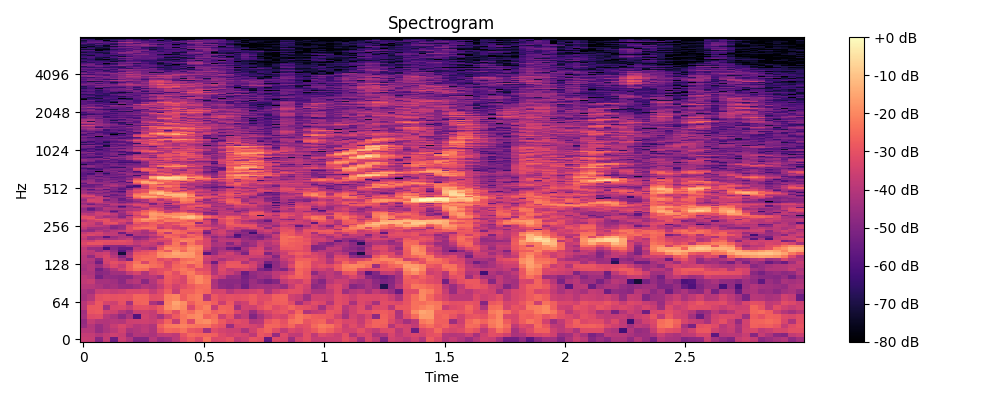 Spectrogram
Hz
4096
2048
1024
512
256
128
64
0
0
0.5
1
1.5
2
2.5
Time
+0 dB
-10 dB
-20 dB
-30 dB
-40 dB
-50 dB
-60 dB
-70 dB
-80 dB